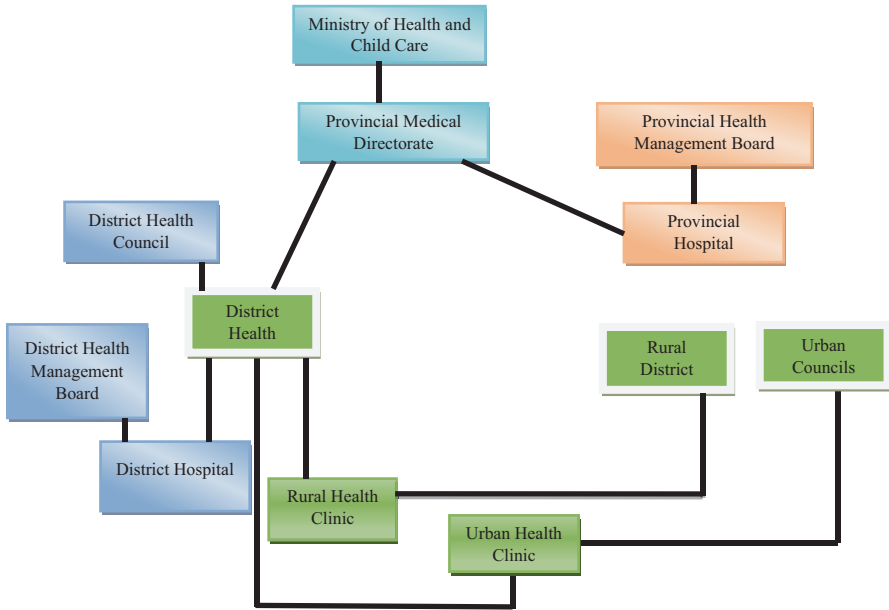 Ministry of Health and
Child Care
Provincial Medical
Directorate
Provincial Health
Management Board
District Health
Council
Provincial
Hospital
District
Health
District Health
Management
Board
Rural
District
Urban
Councils
District Hospital
Rural Health
Clinic
Urban Health
Clinic